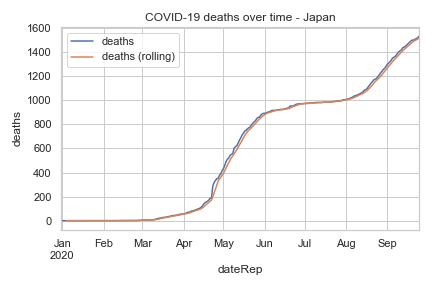 COVID-19 deaths over time - Japan
deaths
deaths (rolling)
deaths
1600
1400
1200
1000
800
600
400
200
0
Jan Feb Mar Apr May Jun Jul Aug Sep
2020
dateRep